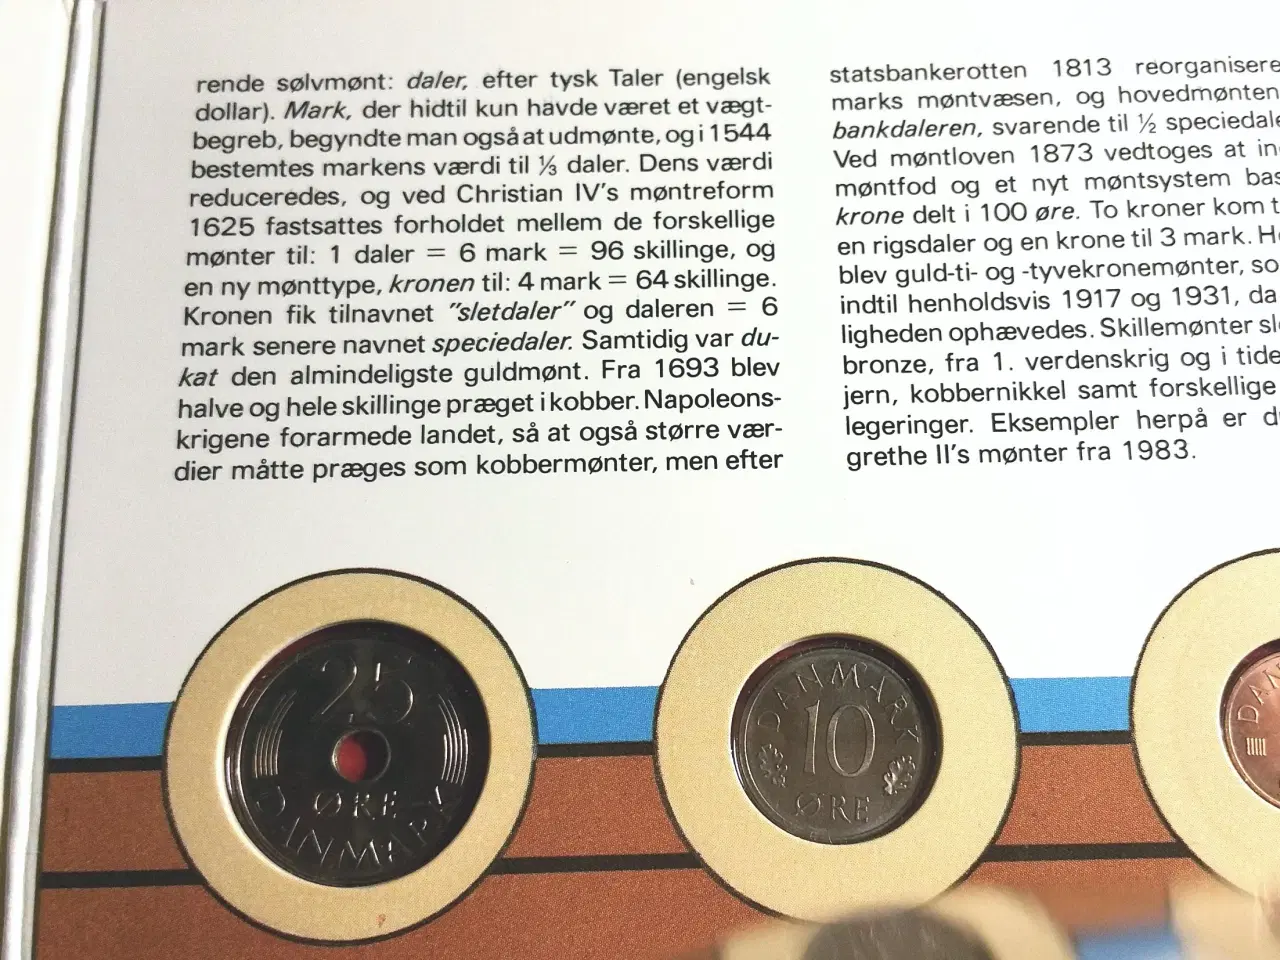 rende sølvmønt: daler, efter tysk Taler (engelsk
dollar). Mark, der hidtil kun havde været et vægt-
begreb, begyndte man også at udmønte, og i 1544
bestemtes markens værdi til ⅓ daler. Dens værdi
reduceredes, og ved Christian IV's møntreform
1625 fastsattes forholdet mellem de forskellige
mønter til: 1 daler = 6 mark = 96 skillinge, og
en ny mønttype, kronen til: 4 mark = 64 skillinge.
Kronen fik tilnavnet "sletdaler" og daleren = 6
mark senere navnet speciedaler. Samtidig var du-
kat den almindeligste guldmønt. Fra 1693 blev
halve og hele skillinge præget i kobber. Napoleons-
krigene forarmede landet, så at også større vær-
dier måtte præges som kobbermønter, men efter
statsbankerotten 1813 reorganisere
marks møntvæsen, og hovedmønten
bankdaleren, svarende til ½ speciedale
Ved møntloven 1873 vedtoges at in
møntfod og et nyt møntsystem bas
krone delt i 100 øre. To kroner kom t
en rigsdaler og en krone til 3 mark. He
blev guld-ti- og -tyvekronemønter, so
indtil henholdsvis 1917 og 1931, da
ligheden ophævedes. Skillemønter sl
bronze, fra 1. verdenskrig og i tide
jern, kobbernikkel samt forskellige
legeringer. Eksempler herpå er d
grethe II's mønter fra 1983.
25
ØRE
DANMARK
DANMARK
10
ØRE
DAN